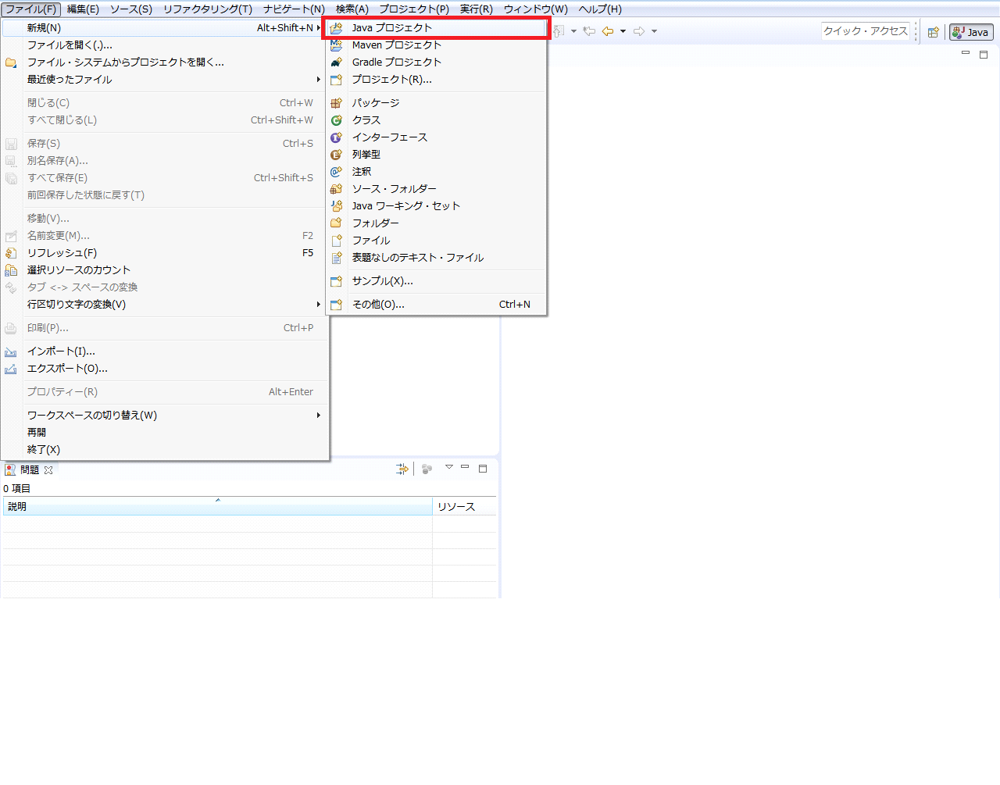 ファイル(F) 編集(E) ソース(S) リファクタリング(T) ナビゲート(N) 検索(A) プロジェクト(P) 実行(R) ウィンドウ(W) ヘルプ(H)
クイック・アクセス Java
新規(N) Alt+Shift+N
ファイルを開く(.)...
ファイル・システムからプロジェクトを開く...
最近使ったファイル
閉じる(C) Ctrl+W
すべて閉じる(L) Ctrl+Shift+W
保存(S) Ctrl+S
別名保存(A)...
すべて保存(E) Ctrl+Shift+S
前回保存した状態に戻す(T)
移動(V)...
名前変更(M)... F2
リフレッシュ(F) F5
選択リソースのカウント
タブ <-> スペースの変換
行区切り文字の変換(V)
印刷(P)... Ctrl+P
インポート(I)...
エクスポート(O)...
プロパティー(R) Alt+Enter
ワークスペースの切り替え(W)
再開
終了(X)
Java プロジェクト
Maven プロジェクト
Gradle プロジェクト
プロジェクト(R)...
パッケージ
クラス
インターフェース
列挙型
注釈
ソース・フォルダー
Java ワーキング・セット
フォルダー
ファイル
表題なしのテキスト・ファイル
サンプル(X)...
その他(O)... Ctrl+N
問題
0 項目
説明 リソース